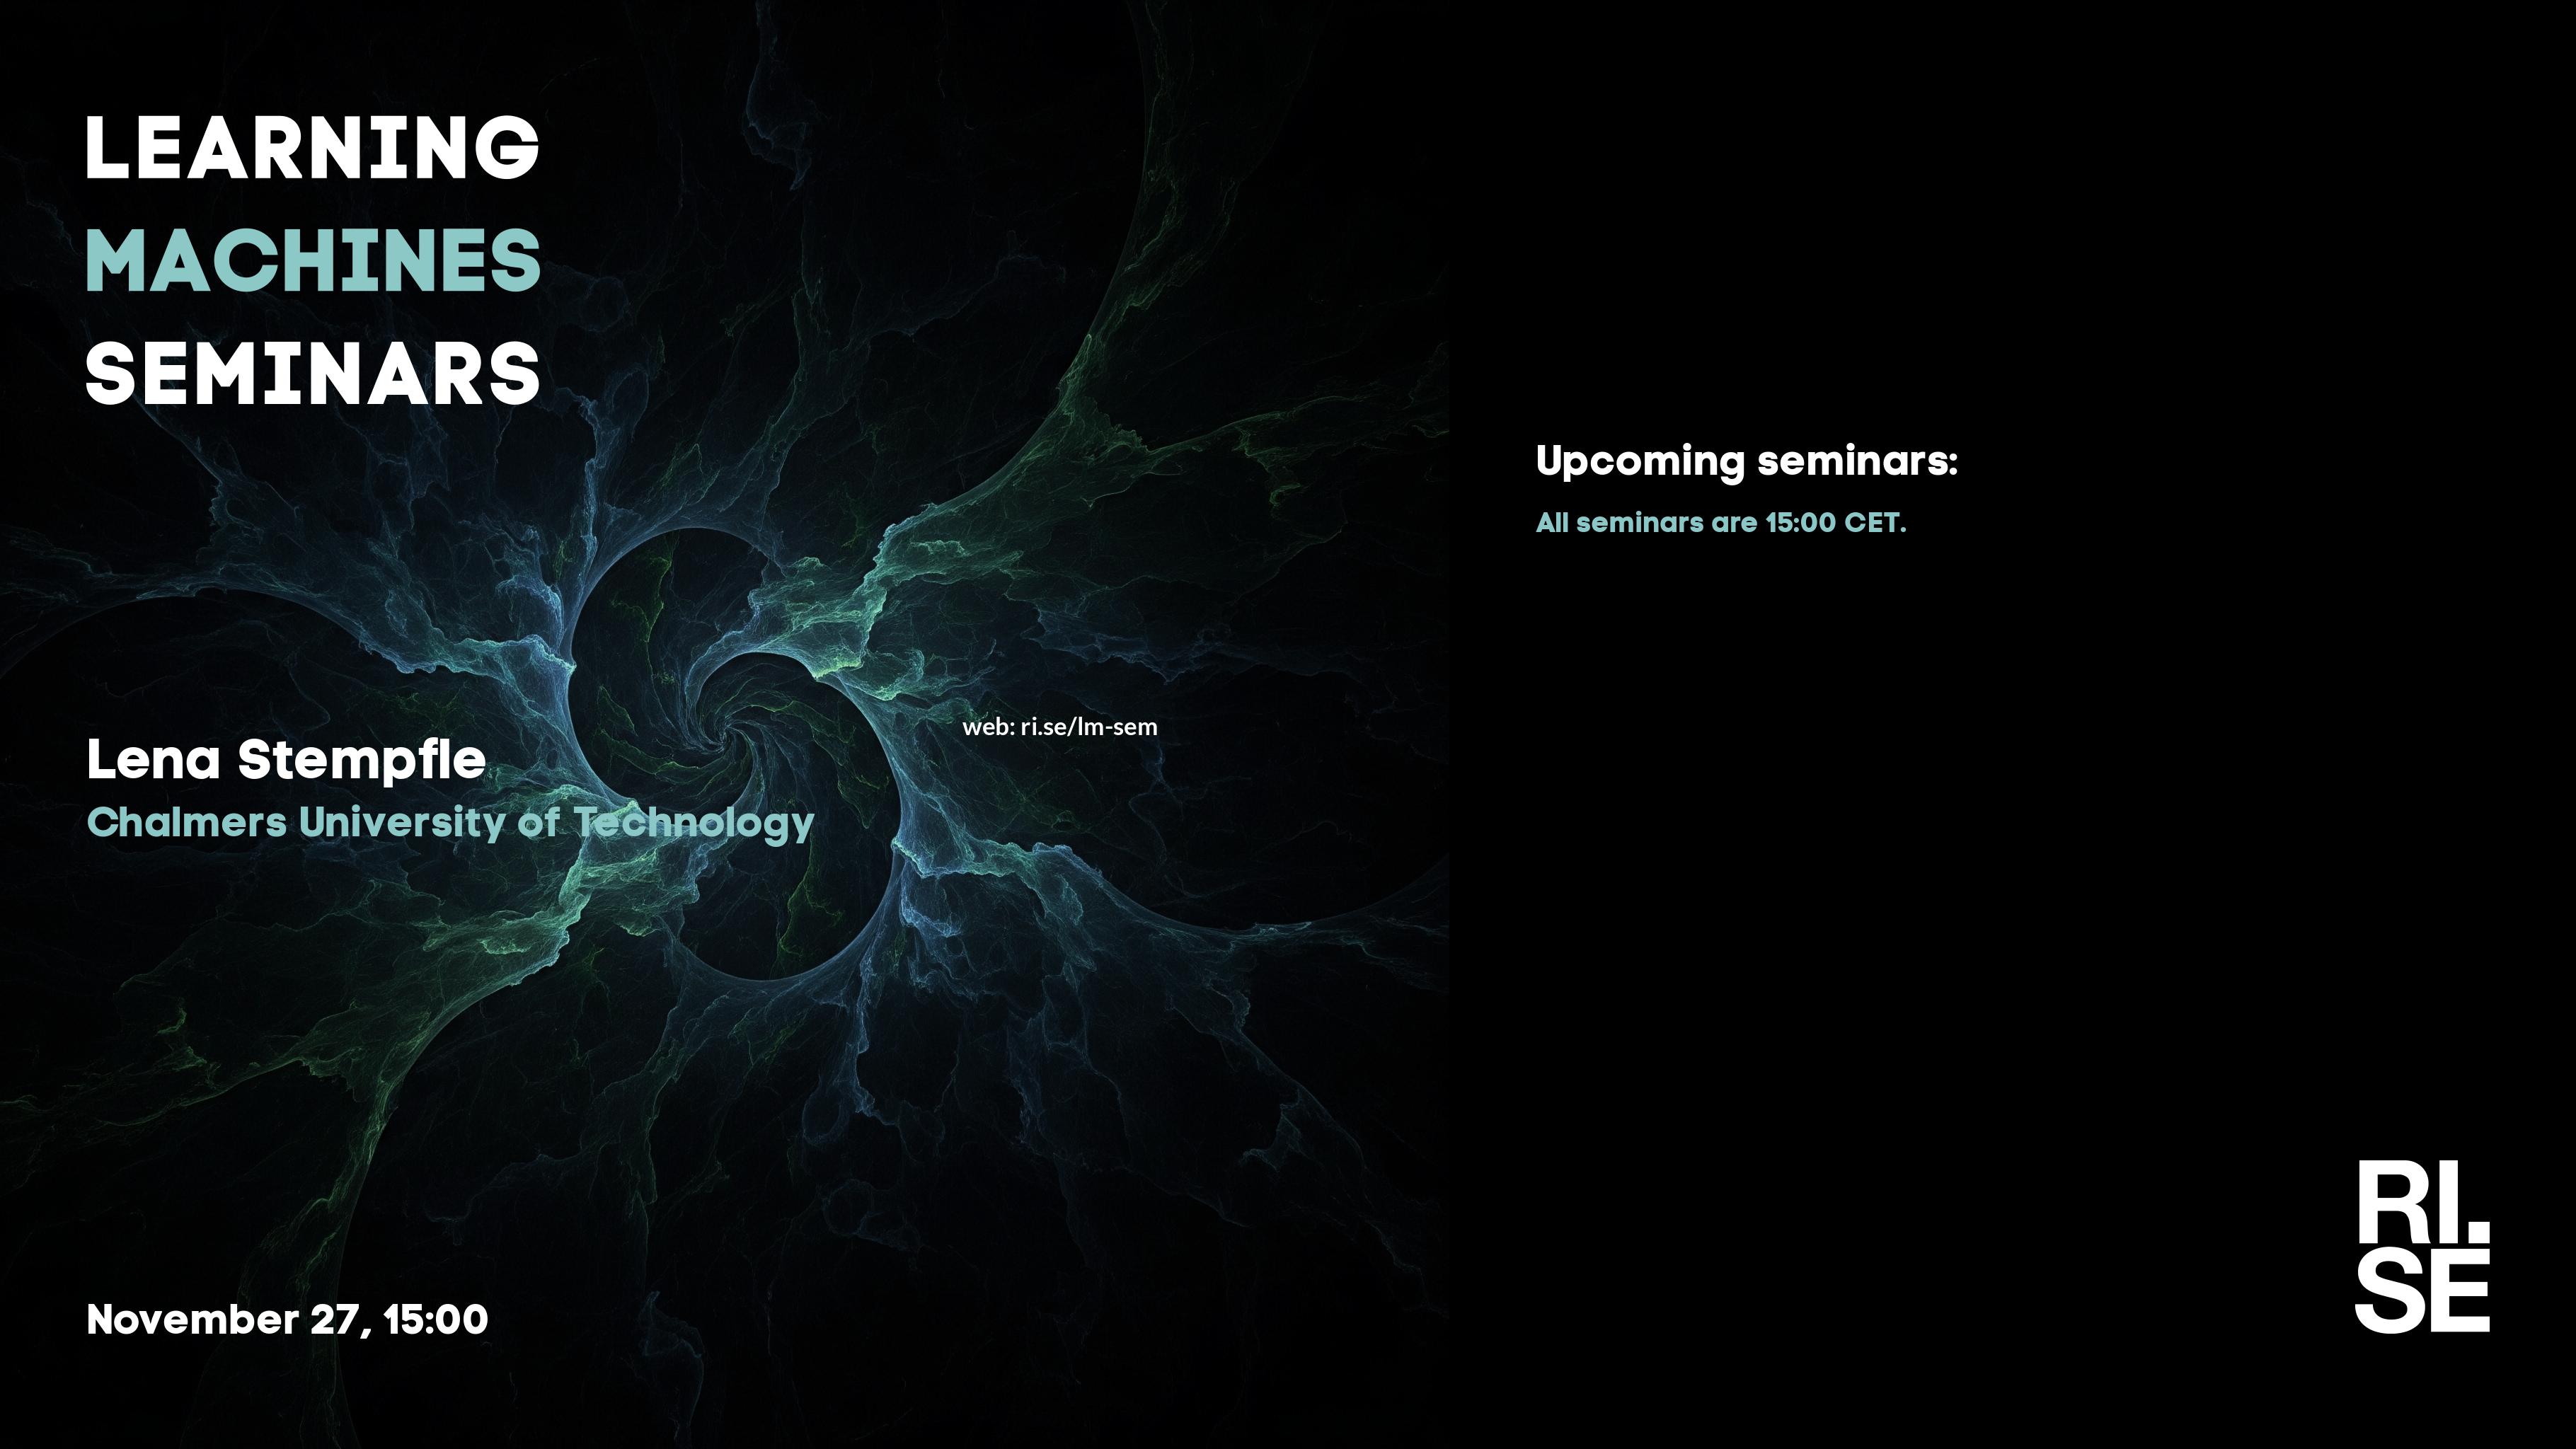 LEARNING
MACHINES
SEMINARS
Lena Stempfle
Chalmers University of Technology
November 27, 15:00
web: ri.se/lm-sem
Upcoming seminars:
All seminars are 15:00 CET.
RI.
SE